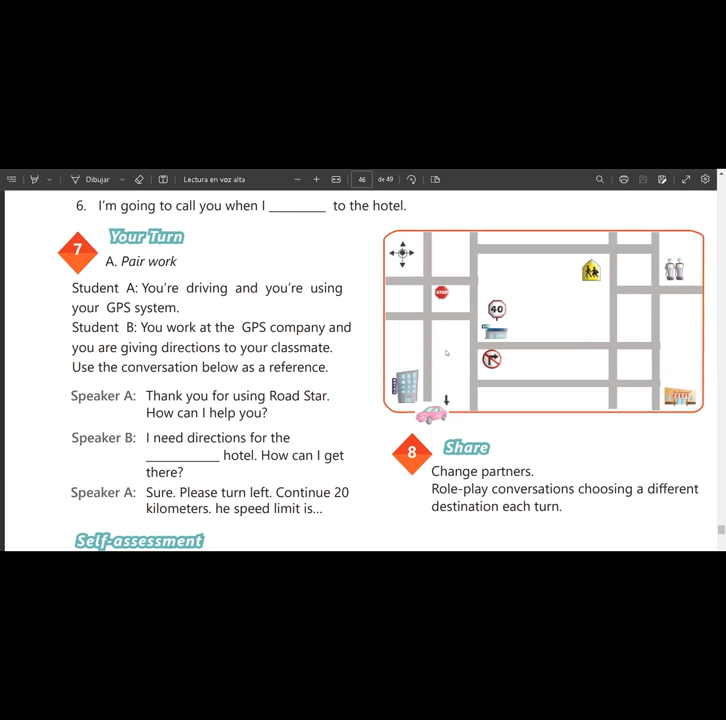 Dibujar
Lectura en voz alta
46
de 49
6. I'm going to call you when I ________ to the hotel.
7
Your Turn
A. Pair work
Student A: You're driving and you're using
your GPS system.
Student B: You work at the GPS company and
you are giving directions to your classmate.
Use the conversation below as a reference.
Speaker A: Thank you for using Road Star.
How can I help you?
Speaker B: I need directions for the
__________ hotel. How can I get
there?
Speaker A: Sure. Please turn left. Continue 20
kilometers. he speed limit is...
Self-assessment
STOP
40
8
Share
Change partners.
Role-play conversations choosing a different
destination each turn.